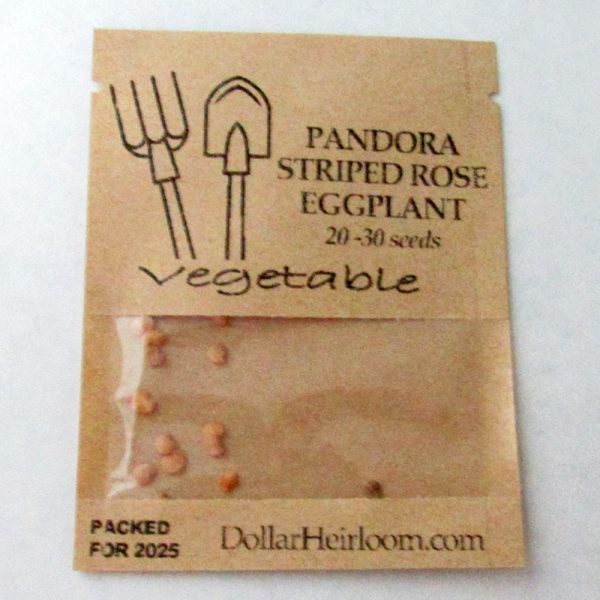 PANDORA
STRIPED ROSE
EGGPLANT
20 -30 seeds
Vegetable
PACKED
FOR 2025
DollarHeirloom.com